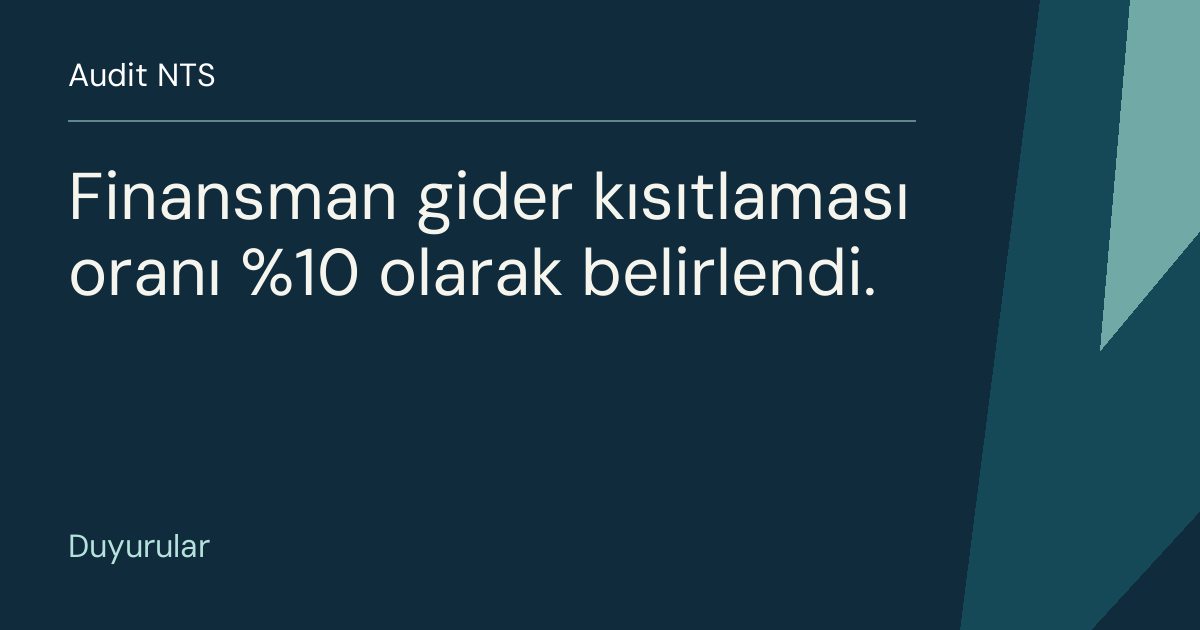 Audit NTS
Finansman gider kısıtlaması
oranı %10 olarak belirlendi.
Duyurular